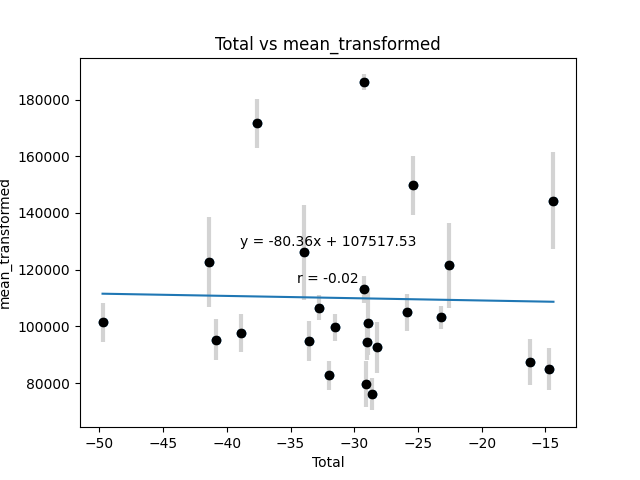 Total vs mean_transformed
mean_transformed
180000
160000
140000
120000
100000
80000
y = -80.36x + 107517.53
r = -0.02
−50
−45
−40
−35
−30
−25
−20
−15
Total